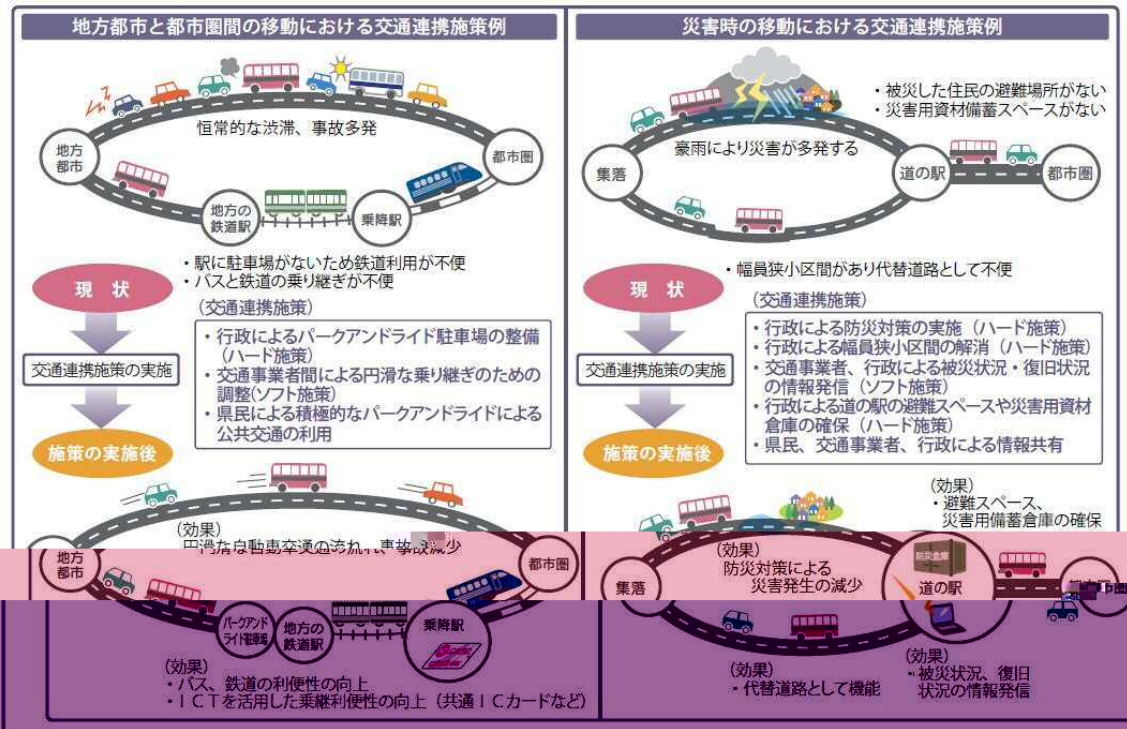 地方都市と都市圏間の移動における交通連携施策例
恒常的な渋滞、事故多発
地方
都市
都市圏
地方の
鉄道駅
乗降駅
・駅に駐車場がないため鉄道利用が不便
・バスと鉄道の乗り継ぎが不便
現 状
(交通連携施策)
・行政によるパークアンドライド駐車場の整備
(ハード施策)
・交通事業者間による円滑な乗り継ぎのための
調整(ソフト施策)
・県民による積極的なパークアンドライドによる
公共交通の利用
交通連携施策の実施
施策の実施後
(効果)
円滑な自動車交通の流れ、事故減少
地方
都市
都市圏
パークアンド
ライド駐車場
地方の
鉄道駅
乗降駅
(効果)
・バス、鉄道の利便性の向上
・ICTを活用した乗継利便性の向上(共通ICカードなど)
災害時の移動における交通連携施策例
・被災した住民の避難場所がない
・災害用資材備蓄スペースがない
豪雨により災害が多発する
集落
道の駅
都市圏
・幅員狭小区間があり代替道路として不便
現 状
(交通連携施策)
・行政による防災対策の実施(ハード施策)
・行政による幅員狭小区間の解消(ハード施策)
・交通事業者、行政による被災状況・復旧状況
の情報発信(ソフト施策)
・行政による道の駅の避難スペースや災害用資材
倉庫の確保(ハード施策)
・県民、交通事業者、行政による情報共有
交通連携施策の実施
施策の実施後
(効果)
・避難スペース、
災害用備蓄倉庫の確保
(効果)
防災対策による
災害発生の減少
防災倉庫
集落
道の駅
(効果)
・代替道路として機能
(効果)
・被災状況、復旧
状況の情報発信